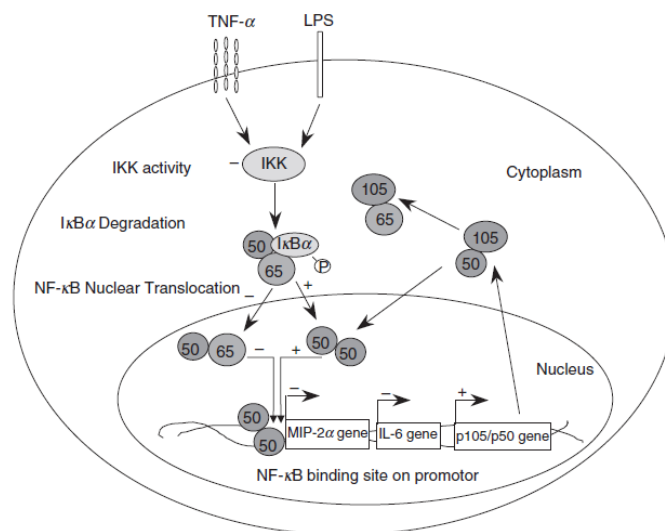 TNF-α LPS
IKK activity
− IKK
Cytoplasm
105
65
IκBα Degradation
105
50
50 IκBα
65 P
NF-κB Nuclear Translocation
− +
50 65 − + 50 50
Nucleus
50
50
− − +
MIP-2α gene IL-6 gene p105/p50 gene
NF-κB binding site on promotor